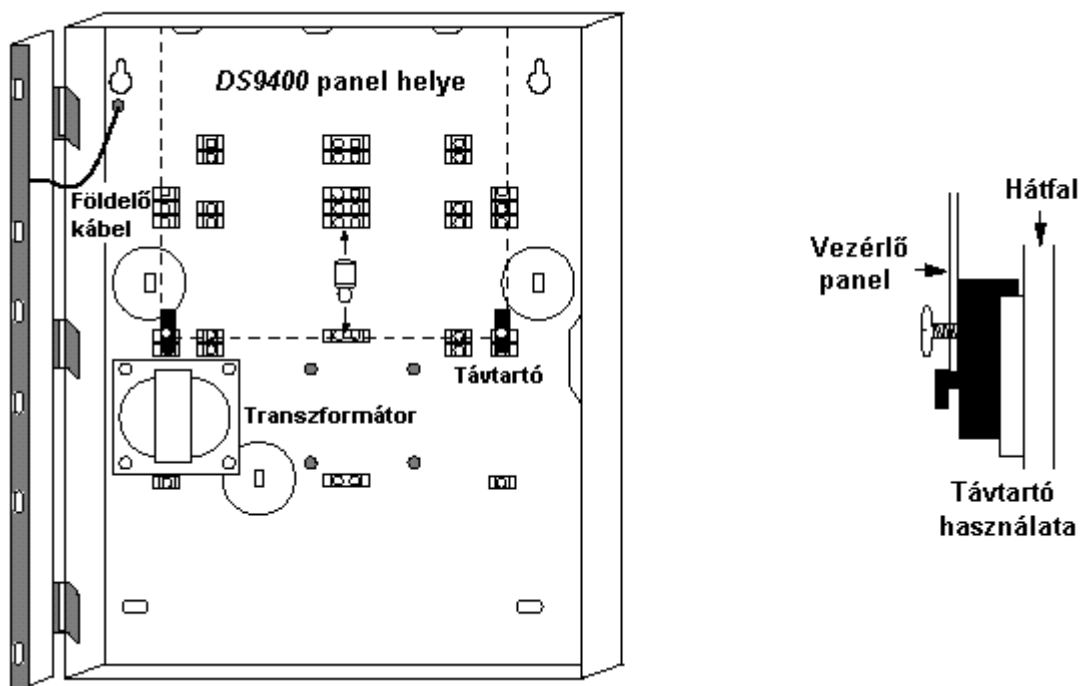 DS9400 panel helye
Földelő
kábel
Távtartó
Transzformátor
Hátfal
Vezérlő
panel
Távtartó
használata